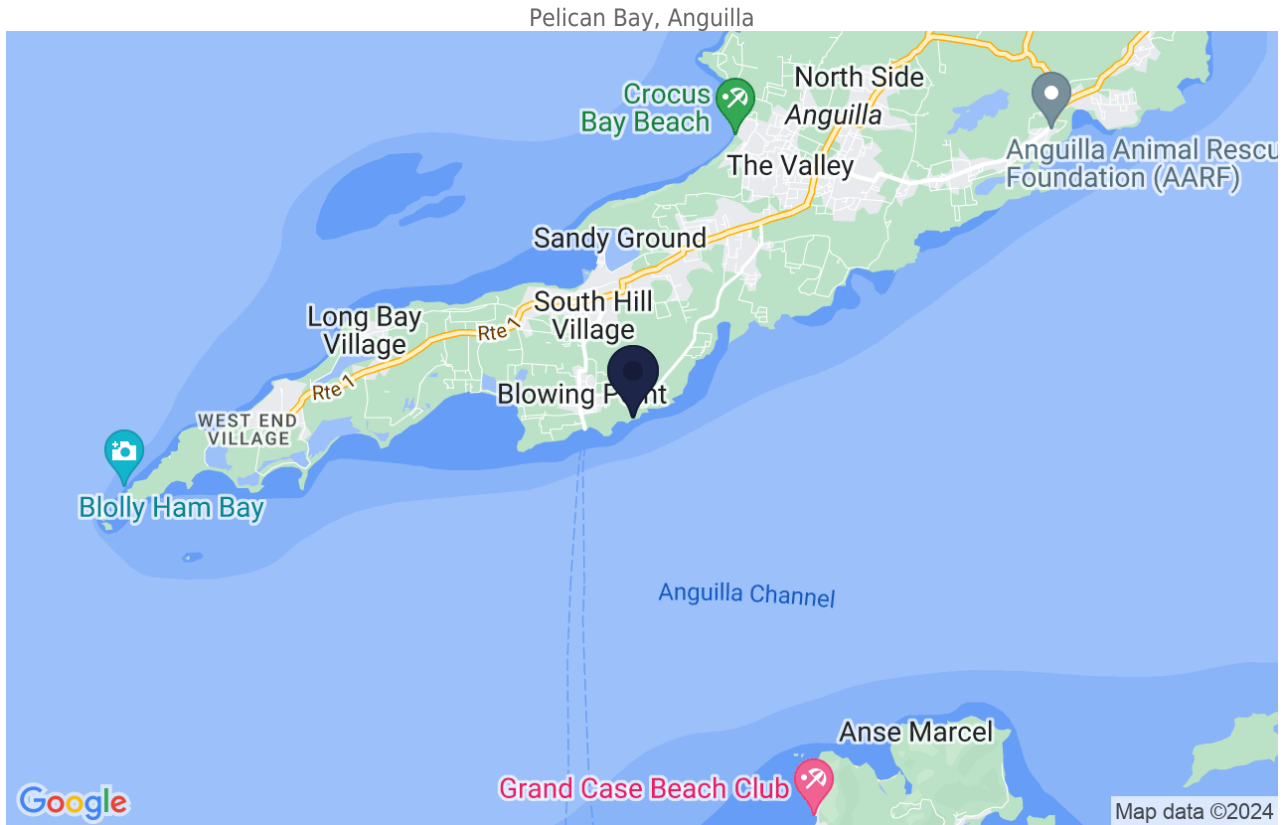 Pelican Bay, Anguilla
North Side
Crocus
Bay Beach
Anguilla
The Valley
Anguilla Animal Rescu
Foundation (AARF)
Sandy Ground
South Hill
Village
Long Bay
Village
Rte 1
Rte 1
Blowing
WEST END
VILLAGE
Blolly Ham Bay
Anguilla Channel
Anse Marcel
Grand Case Beach Club
Google
Map data ©2024